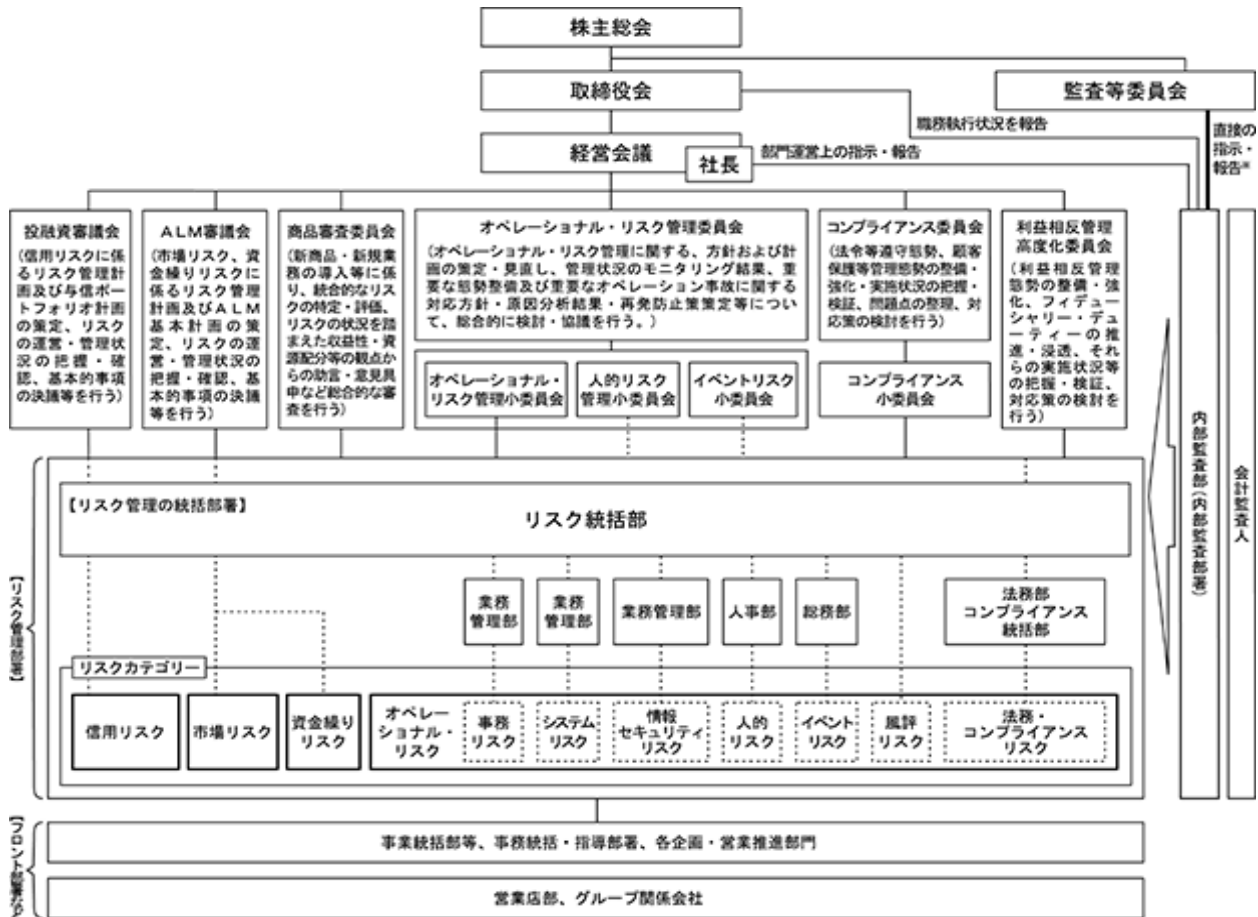 株主総会
取締役会
監査等委員会
職務執行状況を報告
直接の
指示・
報告※
経営会議
社長
部門運営上の指示・報告
投融資審議会
(信用リスクに係
るリスク管理計
画及び与信ポー
トフォリオ計画
の策定、リスク
の運営・管理状
況の把握・確
認、基本的事項
の決議等を行う)
ALM審議会
(市場リスク、資
金繰りリスクに
係るリスク管理
計画及びALM
基本計画の策
定、リスクの運
営・管理状況の
把握・確認、基
本的事項の決議
等を行う)
商品審査委員会
(新商品・新規業
務の導入等に係
り、統合的なリス
クの特定・評価、
リスクの状況を踏
まえた収益性・資
源配分等の観点か
らの助言・意見具
申など総合的な審
査を行う)
オペレーショナル・リスク管理委員会
(オペレーショナル・リスク管理に関する、方針および計
画の策定・見直し、管理状況のモニタリング結果、重
要な態勢整備及び重要なオペレーション事故に関する
対応方針・原因分析結果・再発防止策策定等につい
て、総合的に検討・協議を行う。)
オペレーショナル・
リスク管理小委員会
人的リスク
管理小委員会
イベントリスク
小委員会
コンプライアンス委員会
(法令等遵守態勢、顧客
保護等管理態勢の整備・
強化・実施状況の把握・
検証、問題点の整理、対
応策の検討を行う)
コンプライアンス
小委員会
利益相反管理
高度化委員会
(利益相反管理
態勢の整備・強
化、フィデュー
シャリー・デュ
ーティーの推
進・浸透、それ
らの実施状況等
の把握・検証、
対応策の検討を
行う)
内部監査部(内部監査部署)
会計監査人
【リスク管理部署】
【リスク管理の統括部署】
リスク統括部
業務
管理部
業務
管理部
業務管理部
人事部
総務部
法務部
コンプライアンス
統括部
リスクカテゴリー
信用リスク
市場リスク
資金繰り
リスク
オペレー
ショナル・
リスク
事務
リスク
システム
リスク
情報
セキュリティ
リスク
人的
リスク
イベント
リスク
風評
リスク
法務・
コンプライアンス
リスク
【フロント部署など】
事業統括部等、事務統括・指導部署、各企画・営業推進部門
営業店部、グループ関係会社